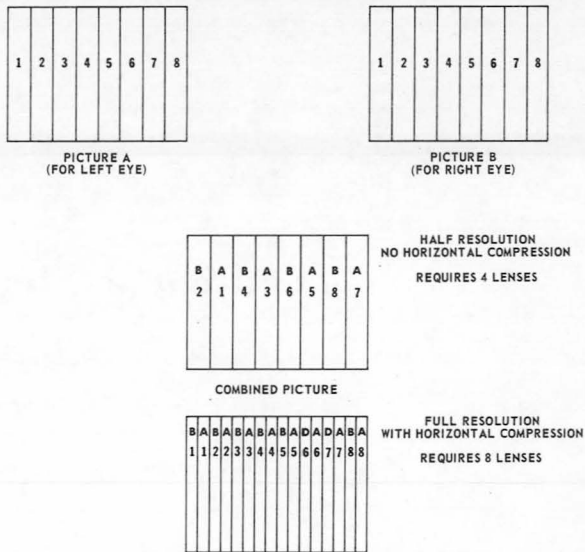 1 2 3 4 5 6 7 8
PICTURE A
(FOR LEFT EYE)
1 2 3 4 5 6 7 8
PICTURE B
(FOR RIGHT EYE)
B A B A B A B A
2 1 4 3 6 5 8 7
HALF RESOLUTION
NO HORIZONTAL COMPRESSION
REQUIRES 4 LENSES
COMBINED PICTURE
B A B A B A B A B A D A D A B A
1 1 2 2 3 3 4 4 5 5 6 6 7 7 8 8
FULL RESOLUTION
WITH HORIZONTAL COMPRESSION
REQUIRES 8 LENSES